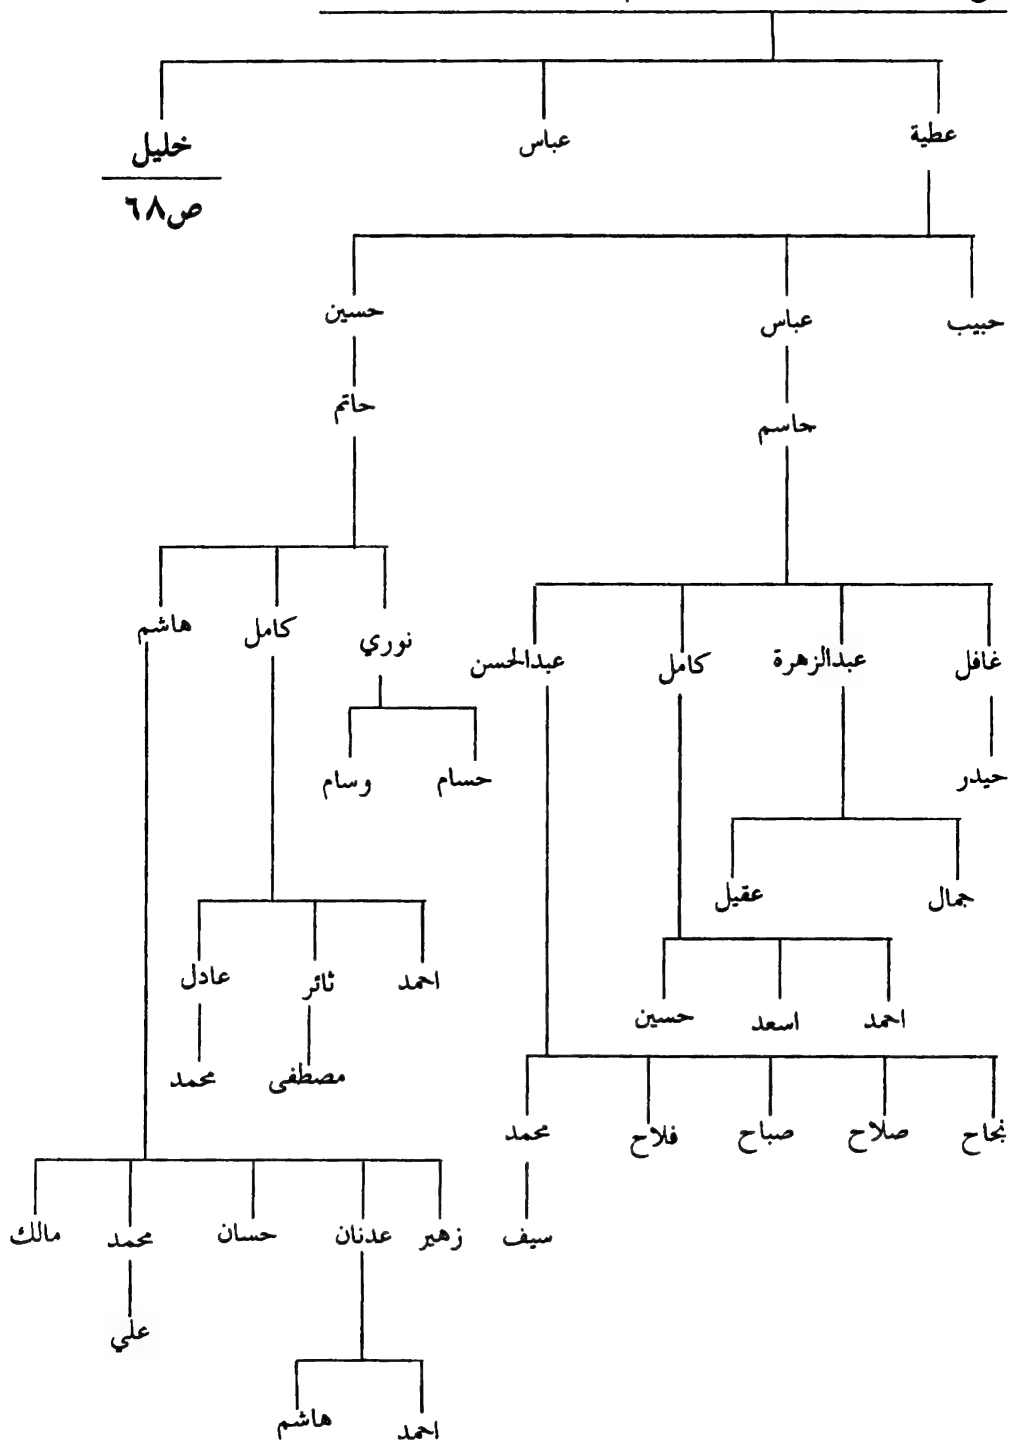 عطية
عباس
خليل
ص٦٨
حبيب
عباس
حسين
حاتم
جاسم
غافل
عبدالزهرة
كامل
عبدالحسن
نوري
كامل
هاشم
حيدر
حسام
وسام
جمال
عقيل
احمد
ثائر
عادل
احمد
اسعد
حسين
مصطفى
محمد
نجاح
صلاح
صباح
فلاح
محمد
سيف
زهير
عدنان
حسان
محمد
مالك
علي
احمد
هاشم